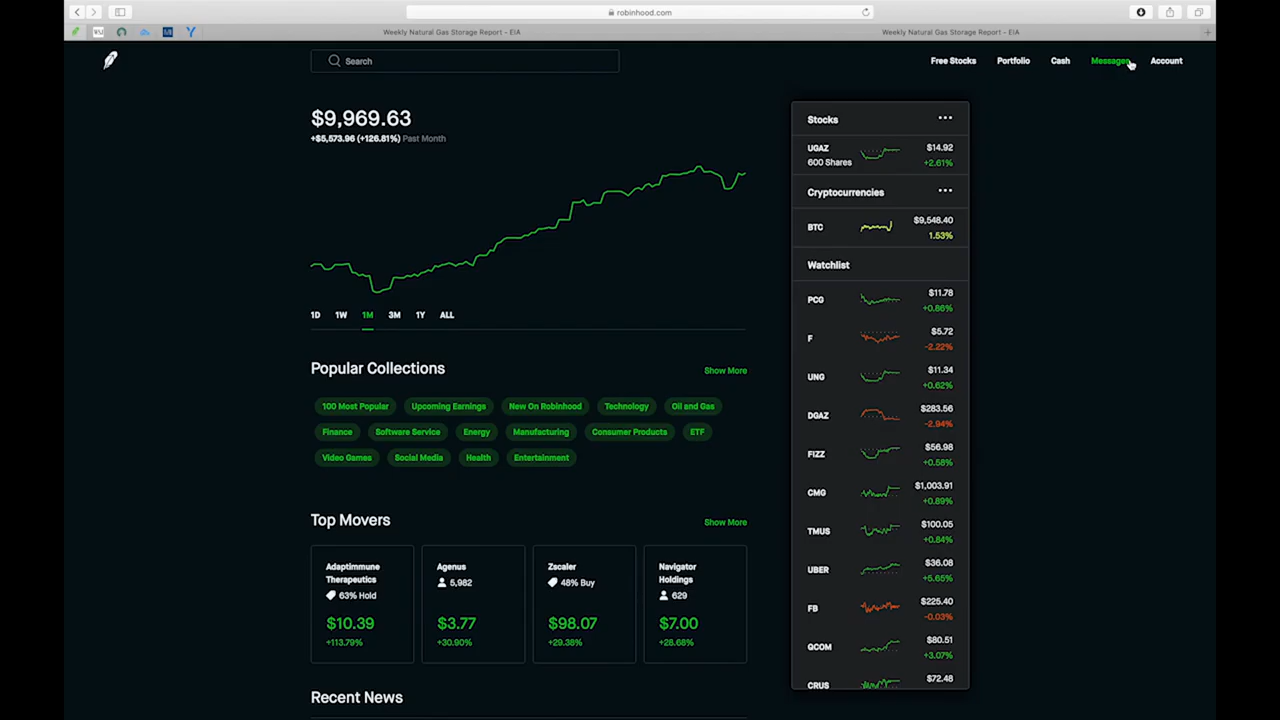 robinhood.com
Weekly Natural Gas Storage Report - EIA
Weekly Natural Gas Storage Report - EIA
Search
Free Stocks
Portfolio
Cash
Messages
Account
$9,969.63
+$5,573.96 (+126.81%) Past Month
1D
1W
1M
3M
1Y
ALL
Popular Collections
Show More
100 Most Popular
Upcoming Earnings
New On Robinhood
Technology
Oil and Gas
Finance
Software Service
Energy
Manufacturing
Consumer Products
ETF
Video Games
Social Media
Health
Entertainment
Top Movers
Show More
Adaptimmune
Therapeutics
63% Hold
$10.39
+113.79%
Agenus
5,982
$3.77
+30.90%
Zscaler
48% Buy
$98.07
+29.38%
Navigator
Holdings
629
$7.00
+28.68%
Recent News
Stocks
UGAZ
600 Shares
$14.92
+2.61%
Cryptocurrencies
BTC
$9,548.40
1.53%
Watchlist
PCG
$11.78
+0.86%
F
$5.72
-2.22%
UNG
$11.34
+0.62%
DGAZ
$283.56
-2.94%
FIZZ
$56.98
+0.58%
CMG
$1,003.91
+0.89%
TMUS
$100.05
+0.84%
UBER
$36.08
+5.65%
FB
$225.40
-0.03%
QCOM
$80.51
+3.07%
CRUS
$72.48